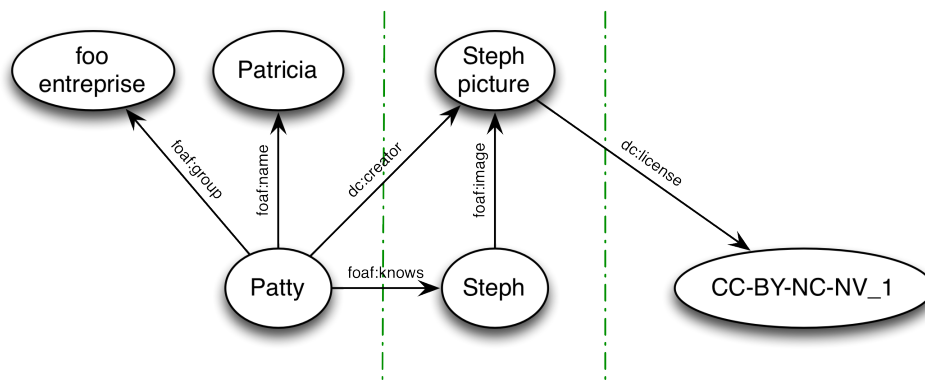 foo
entreprise
Patricia
Steph
picture
foaf:group
foaf:name
dc:creator
foaf:image
dc:license
foaf:knows
Patty
Steph
CC-BY-NC-NV_1